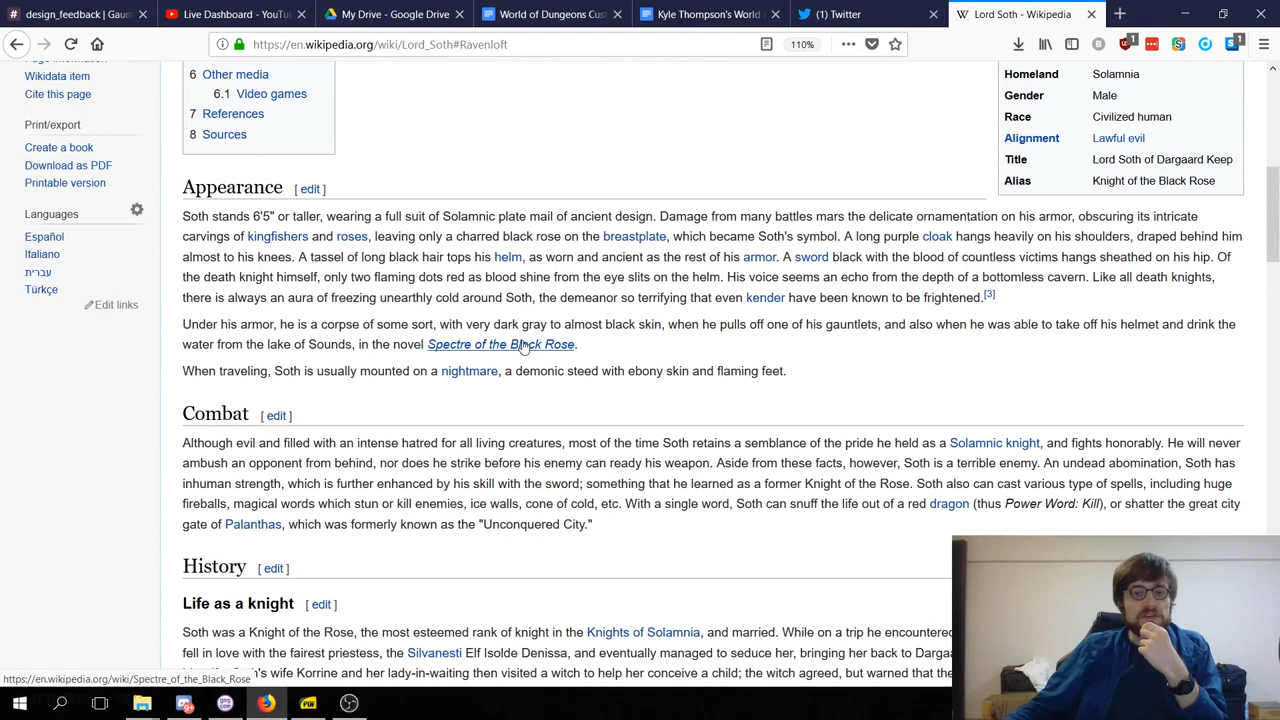 design_feedback | Gaunt
Live Dashboard - YouTube
My Drive - Google Drive
World of Dungeons Cust
Kyle Thompson's World
(1) Twitter
W Lord Soth - Wikipedia
https://en.wikipedia.org/wiki/Lord_Soth#Ravenloft
110%
1
1
Page information
Wikidata item
Cite this page
Print/export
Create a book
Download as PDF
Printable version
Languages
Español
Italiano
עברית
Türkçe
Edit links
6 Other media
6.1 Video games
7 References
8 Sources
Homeland Solamnia
Gender Male
Race Civilized human
Alignment Lawful evil
Title Lord Soth of Dargaard Keep
Alias Knight of the Black Rose
Appearance [ edit ]
Soth stands 6'5" or taller, wearing a full suit of Solamnic plate mail of ancient design. Damage from many battles mars the delicate ornamentation on his armor, obscuring its intricate
carvings of kingfishers and roses, leaving only a charred black rose on the breastplate, which became Soth's symbol. A long purple cloak hangs heavily on his shoulders, draped behind him
almost to his knees. A tassel of long black hair tops his helm, as worn and ancient as the rest of his armor. A sword black with the blood of countless victims hangs sheathed on his hip. Of
the death knight himself, only two flaming dots red as blood shine from the eye slits on the helm. His voice seems an echo from the depth of a bottomless cavern. Like all death knights,
there is always an aura of freezing unearthly cold around Soth, the demeanor so terrifying that even kender have been known to be frightened.[3]
Under his armor, he is a corpse of some sort, with very dark gray to almost black skin, when he pulls off one of his gauntlets, and also when he was able to take off his helmet and drink the
water from the lake of Sounds, in the novel Spectre of the Black Rose.
When traveling, Soth is usually mounted on a nightmare, a demonic steed with ebony skin and flaming feet.
Combat [ edit ]
Although evil and filled with an intense hatred for all living creatures, most of the time Soth retains a semblance of the pride he held as a Solamnic knight, and fights honorably. He will never
ambush an opponent from behind, nor does he strike before his enemy can ready his weapon. Aside from these facts, however, Soth is a terrible enemy. An undead abomination, Soth has
inhuman strength, which is further enhanced by his skill with the sword; something that he learned as a former Knight of the Rose. Soth also can cast various type of spells, including huge
fireballs, magical words which stun or kill enemies, ice walls, cone of cold, etc. With a single word, Soth can snuff the life out of a red dragon (thus Power Word: Kill), or shatter the great city
gate of Palanthas, which was formerly known as the "Unconquered City."
History [ edit ]
Life as a knight [ edit ]
Soth was a Knight of the Rose, the most esteemed rank of knight in the Knights of Solamnia, and married. While on a trip he encountered
fell in love with the fairest priestess, the Silvanesti Elf Isolde Denissa, and eventually managed to seduce her, bringing her back to Dargaa
wife Korrine and her lady-in-waiting then visited a witch to help her conceive a child; the witch agreed, but warned that the
https://en.wikipedia.org/wiki/Spectre_of_the_Black_Rose